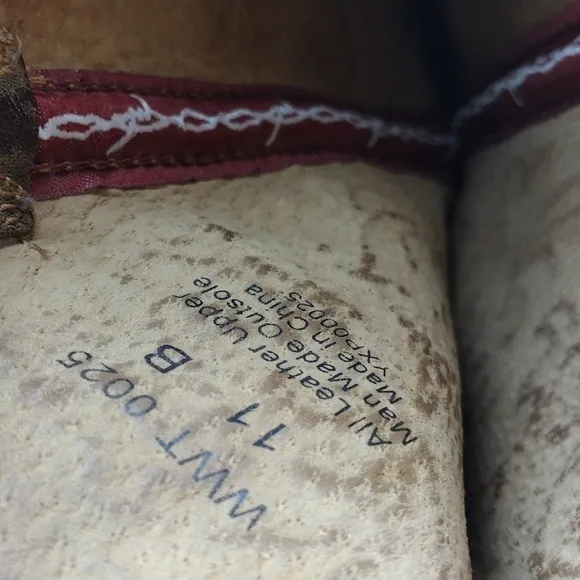 WWT 0025
11 B
All Leather Upper
Man Made Outsole
Made in China
YXP00025